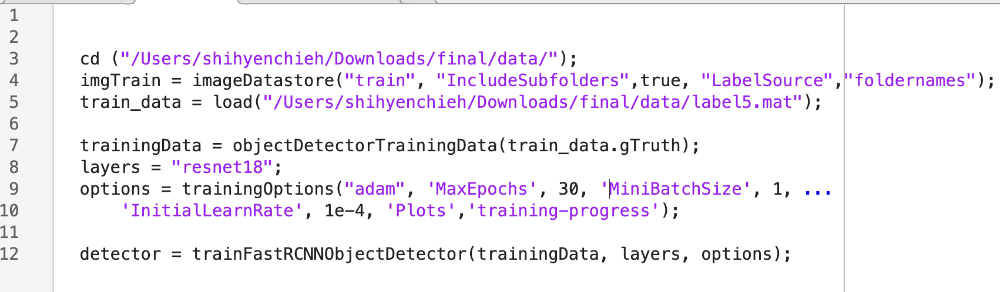 1
2
3 cd ("/Users/shihyenchieh/Downloads/final/data/");
4 imgTrain = imageDatastore("train", "IncludeSubfolders",true, "LabelSource","foldernames");
5 train_data = load("/Users/shihyenchieh/Downloads/final/data/label5.mat");
6
7 trainingData = objectDetectorTrainingData(train_data.gTruth);
8 layers = "resnet18";
9 options = trainingOptions("adam", 'MaxEpochs', 30, 'MiniBatchSize', 1, ...
10 'InitialLearnRate', 1e-4, 'Plots','training-progress');
11
12 detector = trainFastRCNNObjectDetector(trainingData, layers, options);